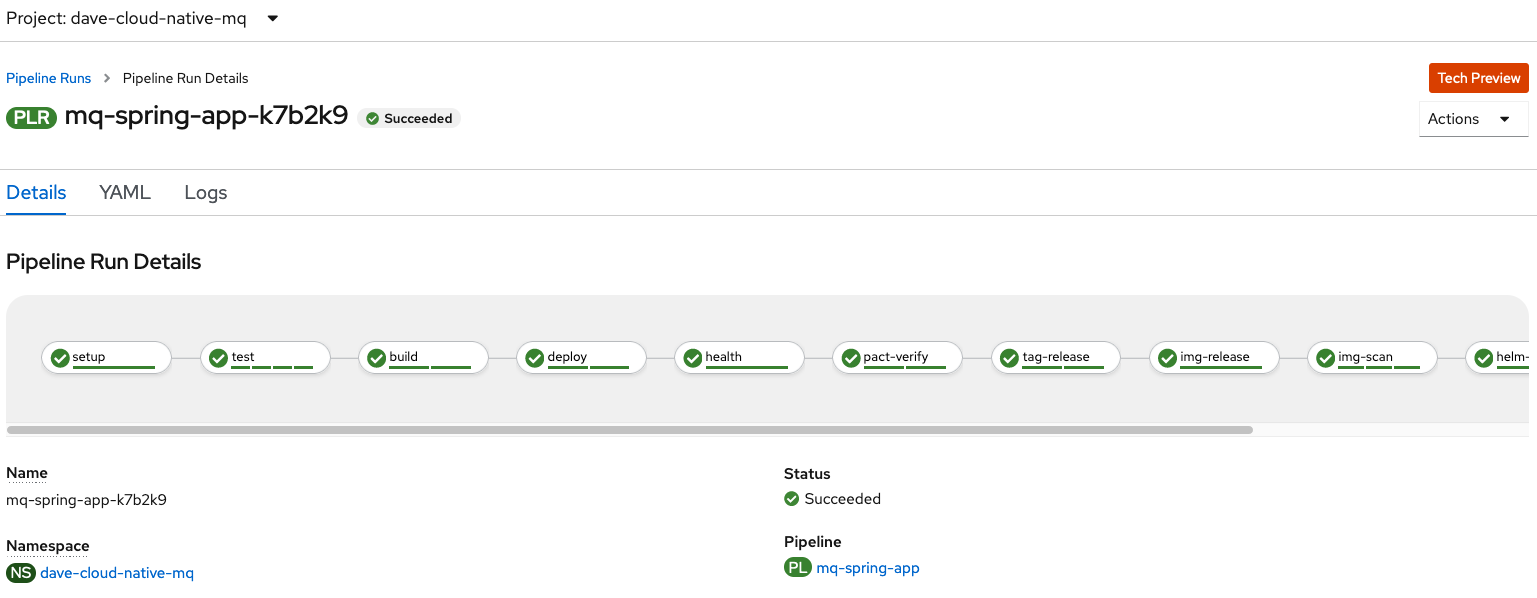 Project: dave-cloud-native-mq
Pipeline Runs > Pipeline Run Details
Tech Preview
PLR mq-spring-app-k7b2k9 Succeeded
Actions
Details YAML Logs
Pipeline Run Details
setup test build deploy health pact-verify tag-release img-release img-scan helm-
Name
mq-spring-app-k7b2k9
Status
Succeeded
Namespace
NS dave-cloud-native-mq
Pipeline
PL mq-spring-app